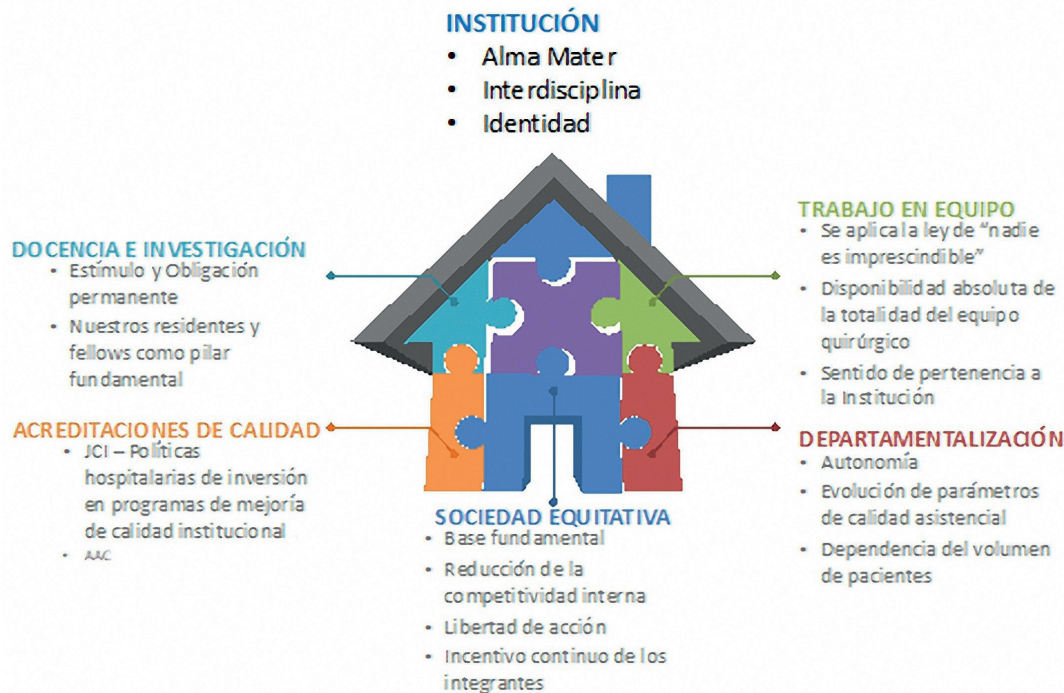 INSTITUCIÓN
• Alma Mater
• Interdisciplina
• Identidad
DOCENCIA E INVESTIGACIÓN
• Estímulo y Obligación
permanente
• Nuestros residentes y
fellows como pilar
fundamental
ACREDITACIONES DE CALIDAD
• JCI – Políticas
hospitalarias de inversión
en programas de mejoría
de calidad institucional
• AAC
SOCIEDAD EQUITATIVA
• Base fundamental
• Reducción de la
competitividad interna
• Libertad de acción
• Incentivo continuo de los
integrantes
TRABAJO EN EQUIPO
• Se aplica la ley de “nadie
es imprescindible”
• Disponibilidad absoluta de
la totalidad del equipo
quirúrgico
• Sentido de pertenencia a
la Institución
DEPARTAMENTALIZACIÓN
• Autonomía
• Evolución de parámetros
de calidad asistencial
• Dependencia del volumen
de pacientes